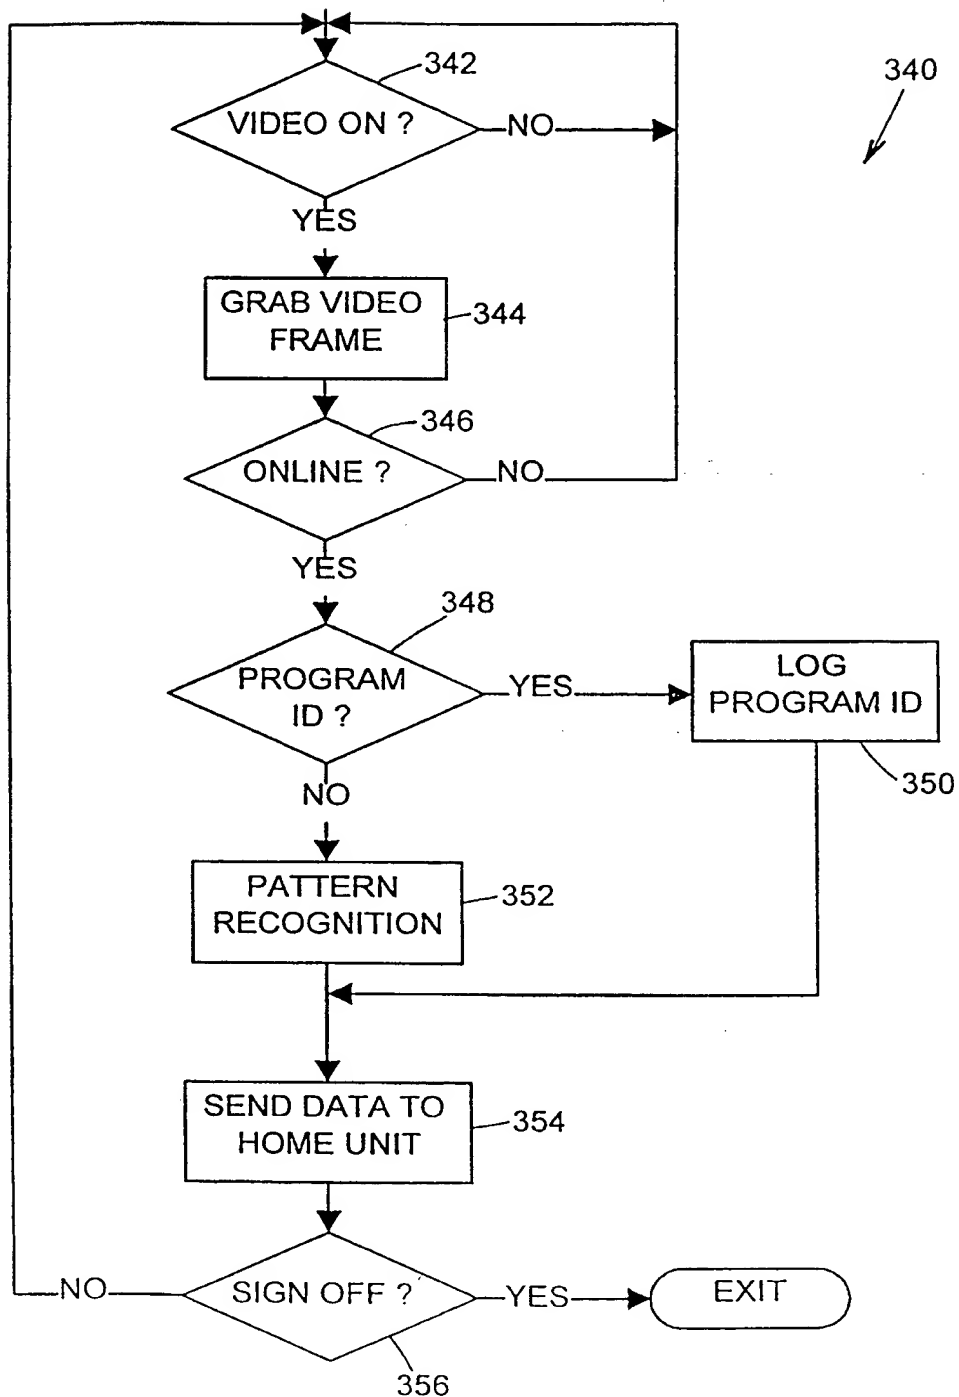 342
340
VIDEO ON ?
NO
YES
GRAB VIDEO
FRAME
344
346
ONLINE ?
NO
YES
348
PROGRAM
ID ?
YES
LOG
PROGRAM ID
350
NO
PATTERN
RECOGNITION
352
SEND DATA TO
HOME UNIT
354
NO
SIGN OFF ?
YES
EXIT
356